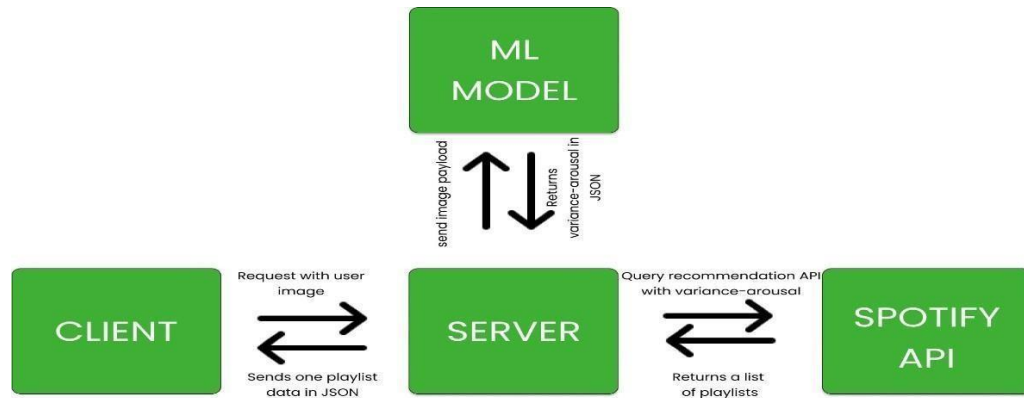 ML
MODEL
send image payload
Returns
variance-arousal in
JSON
Request with user
image
Query recommendation API
with variance-arousal
CLIENT
SERVER
SPOTIFY
API
Sends one playlist
data in JSON
Returns a list
of playlists